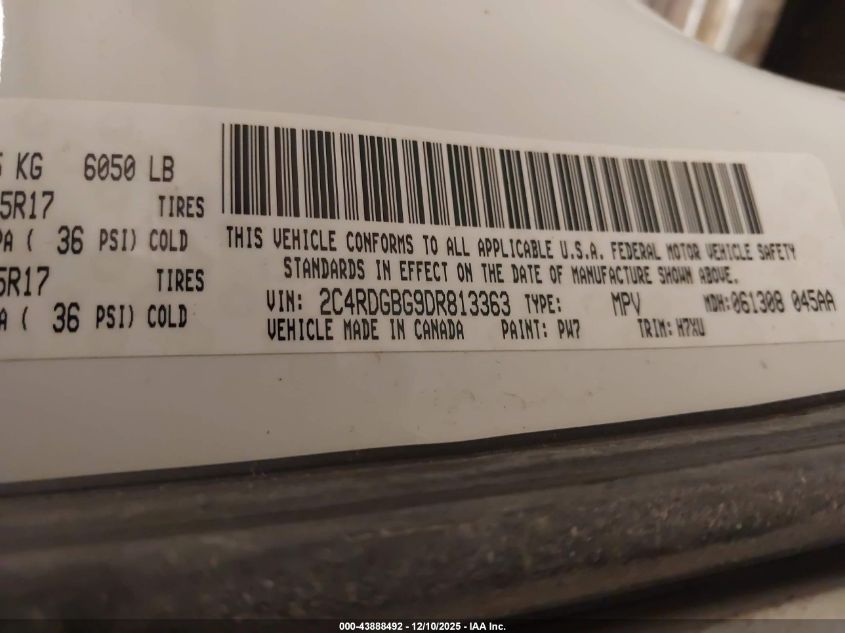 5 KG 6050 LB
5R17 TIRES
PA ( 36 PSI) COLD
5R17 TIRES
A ( 36 PSI) COLD
THIS VEHICLE CONFORMS TO ALL APPLICABLE U.S.A. FEDERAL MOTOR VEHICLE SAFETY
STANDARDS IN EFFECT ON THE DATE OF MANUFACTURE SHOWN ABOVE.
VIN: 2C4RDGBG9DR813363 TYPE: MPV MDH:061308 045AA
VEHICLE MADE IN CANADA PAINT: PW7 TRIM: H7XU
000-43888492 - 12/10/2025 - IAA Inc.